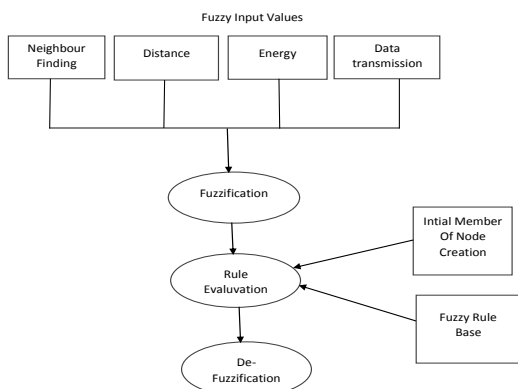 Fuzzy Input Values
Neighbour
Finding
Distance
Energy
Data
transmission
Fuzzification
Intial Member
Of Node
Creation
Rule
Evaluvation
Fuzzy Rule
Base
De-
Fuzzification